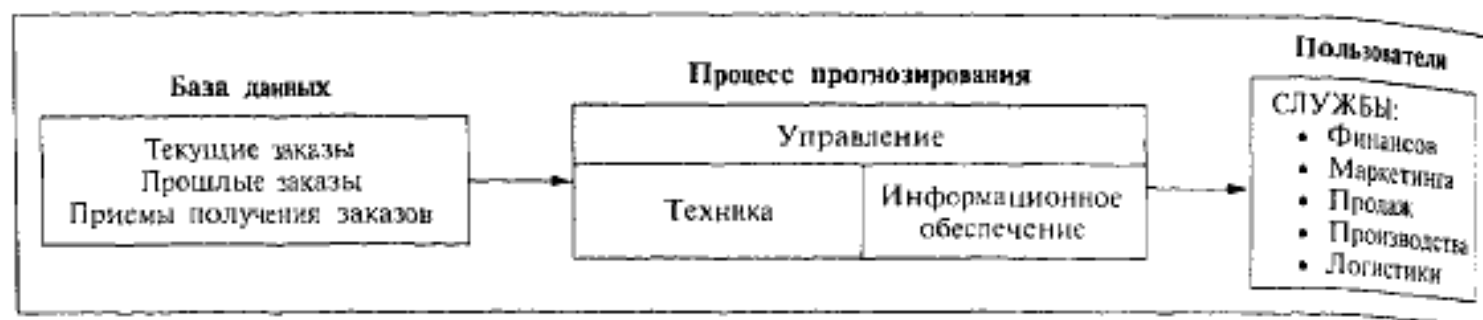 База данных
Текущие заказы
Прошлые заказы
Приемы получения заказов
Процесс прогнозирования
Управление
Техника
Информационное
обеспечение
Пользователи
СЛУЖБЫ:
• Финансов
• Маркетинга
• Продаж
• Производства
• Логистики